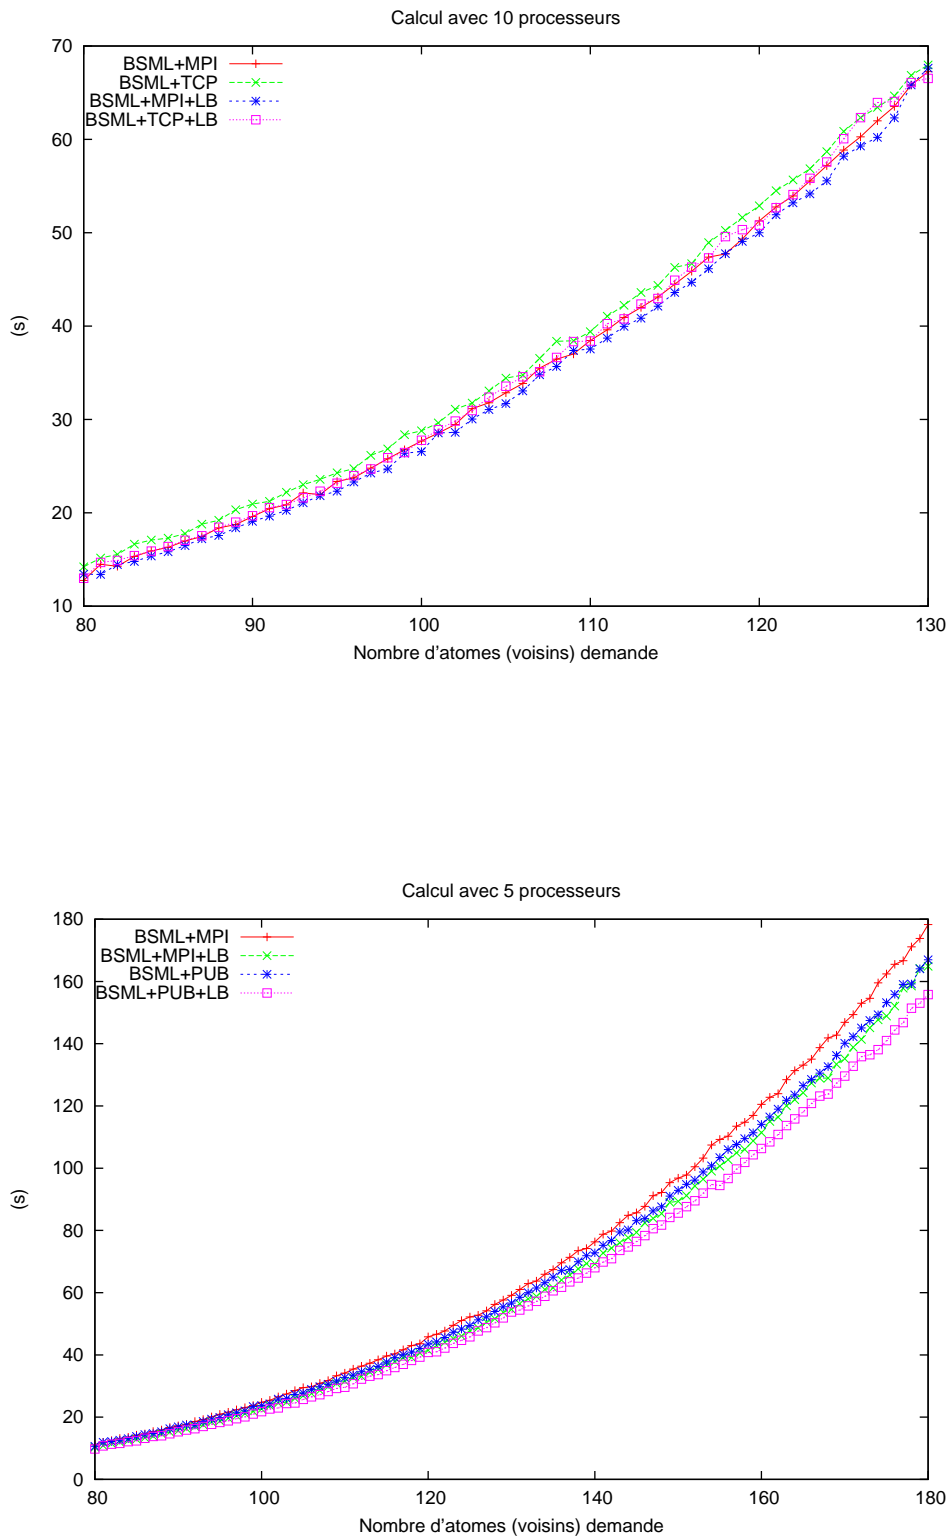 Calcul avec 10 processeurs
70
60
50
40
30
20
10
(s)
BSML+MPI
BSML+TCP
BSML+MPI+LB
BSML+TCP+LB
80 90 100 110 120 130
Nombre d'atomes (voisins) demande
Calcul avec 5 processeurs
180
160
140
120
100
80
60
40
20
0
(s)
BSML+MPI
BSML+MPI+LB
BSML+PUB
BSML+PUB+LB
80 100 120 140 160 180
Nombre d'atomes (voisins) demande